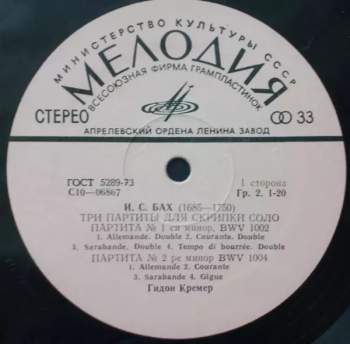 МИНИСТЕРСТВО КУЛЬТУРЫ СССР
МЕЛОДИЯ
ВСЕСОЮЗНАЯ ФИРМА ГРАМПЛАСТИНОК
СТЕРЕО
33
АПРЕЛЕВСКИЙ ОРДЕНА ЛЕНИНА ЗАВОД
ГОСТ 5289-73
1 сторона
С10—06867
Гр. 2. 1-20
И. С. БАХ (1685—1750)
ТРИ ПАРТИТЫ ДЛЯ СКРИПКИ СОЛО
ПАРТИТА № 1 си минор, BWV 1002
1. Allemande. Double 2. Courante. Double
3. Sarabande. Double 4. Tempo di bourrée. Double
ПАРТИТА № 2 ре минор BWV 1004
1. Allemande 2. Courante
3. Sarabande 4. Gigue
Гидон Кремер